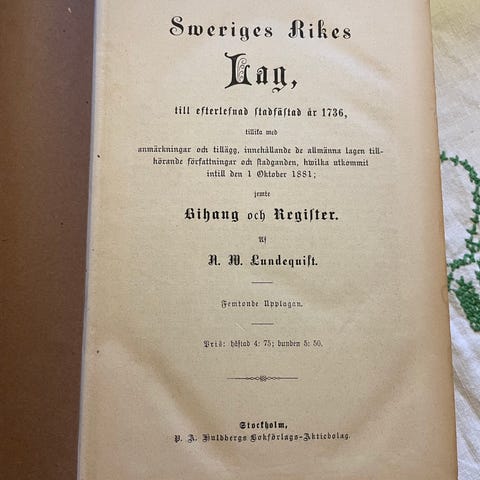 Sweriges Rikes
Lag,
till efterlefnad stadfästad år 1736,
tillika med
anmärkningar och tillägg, innehållande de allmänna lagen till-
hörande författningar och stadganden, hwilka utkommit
intill den 1 Oktober 1881;
jemte
Bihang och Register.
Af
N. W. Lundequist.
Femtonde Upplagan.
Pris: häftad 4: 75; bunden 5: 50.
Stockholm,
P. A. Huldbergs Bokförlags-Aktiebolag.